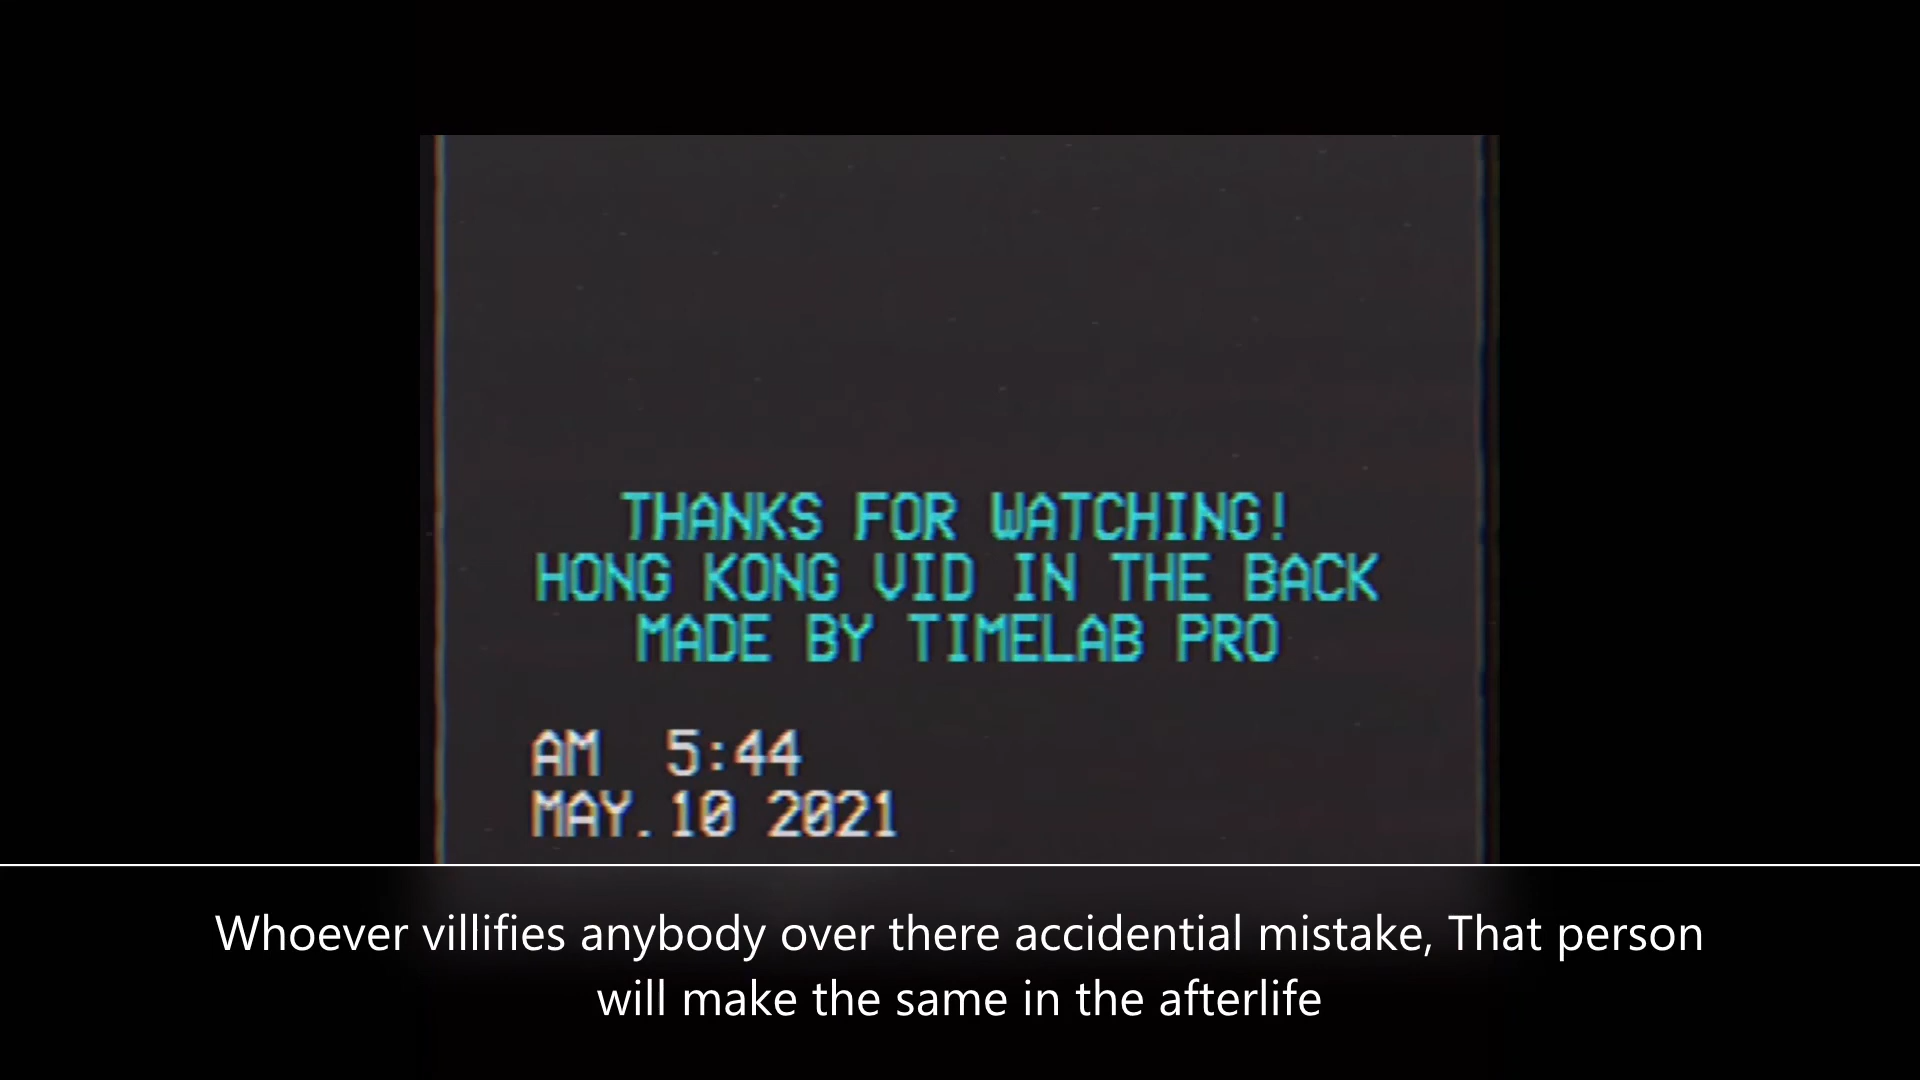 THANKS FOR WATCHING!
HONG KONG VID IN THE BACK
MADE BY TIMELAB PRO
AM 5:44
MAY.10 2021
Whoever villifies anybody over there accidential mistake, That person
will make the same in the afterlife